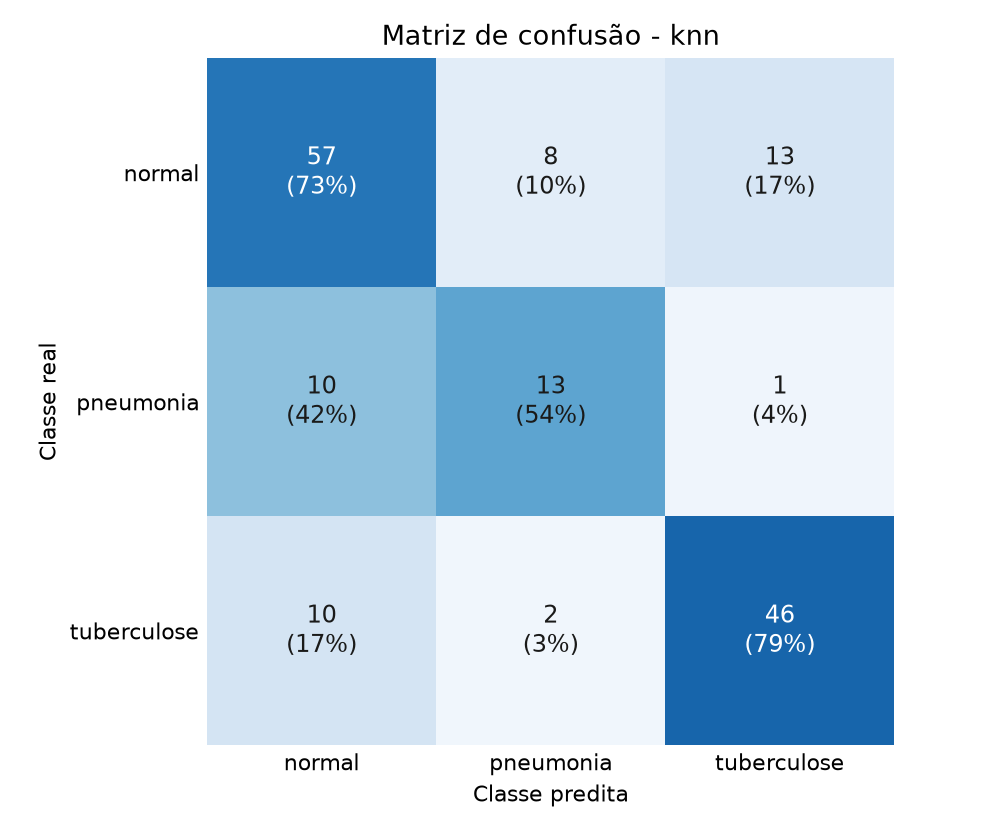 Matriz de confusão - knn
Classe real
normal
57
(73%)
8
(10%)
13
(17%)
pneumonia
10
(42%)
13
(54%)
1
(4%)
tuberculose
10
(17%)
2
(3%)
46
(79%)
normal
pneumonia
tuberculose
Classe predita